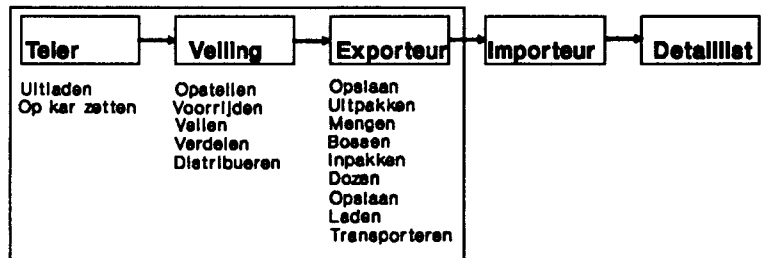 Teler
Veiling
Exporteur
Importeur
Detaillist
Uitladen
Op kar zetten
Opstellen
Voorrijden
Veilen
Verdelen
Distribueren
Opslaan
Uitpakken
Mengen
Bossen
Inpakken
Dozen
Opslaan
Laden
Transporteren